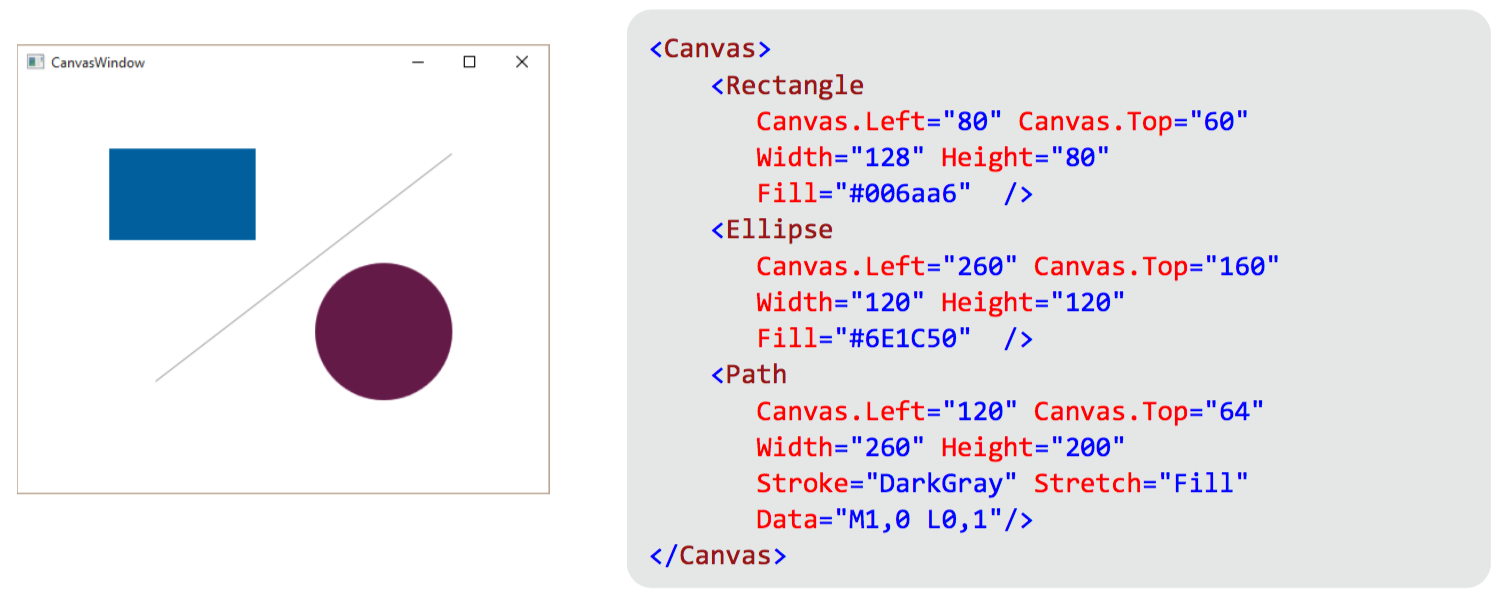 CanvasWindow
<Canvas>
<Rectangle
Canvas.Left="80" Canvas.Top="60"
Width="128" Height="80"
Fill="#006aa6"  />
<Ellipse
Canvas.Left="260" Canvas.Top="160"
Width="120" Height="120"
Fill="#6E1C50"  />
<Path
Canvas.Left="120" Canvas.Top="64"
Width="260" Height="200"
Stroke="DarkGray" Stretch="Fill"
Data="M1,0 L0,1"/>
</Canvas>